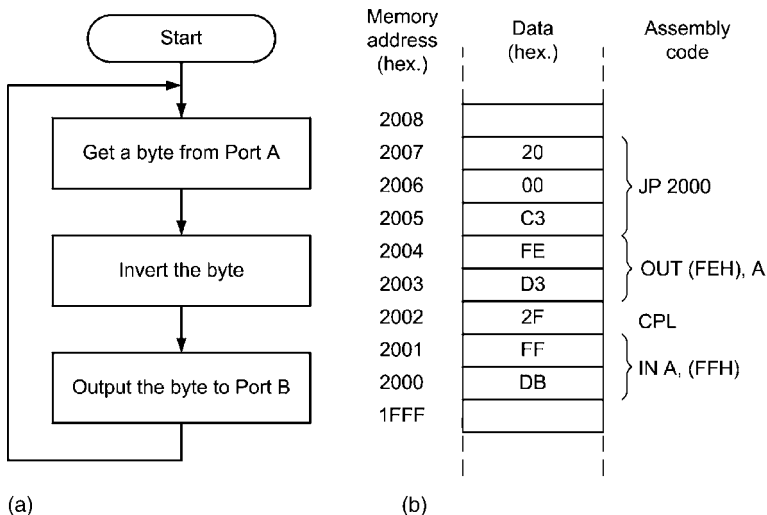 Start
Get a byte from Port A
Invert the byte
Output the byte to Port B
(a)
Memory
address
(hex.)
Data
(hex.)
Assembly
code
2008
2007 20
2006 00 JP 2000
2005 C3
2004 FE
OUT (FEH), A
2003 D3
2002 2F CPL
2001 FF
IN A, (FFH)
2000 DB
1FFF
(b)